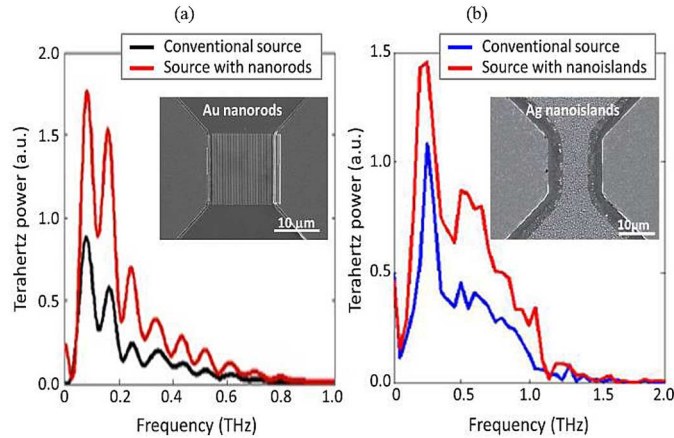 (a)
(b)
Conventional source
Source with nanorods
Au nanorods
10 μm
Terahertz power (a.u.)
2.0
1.5
1.0
0.5
0.0
0 0.2 0.4 0.6 0.8 1.0
Frequency (THz)
Conventional source
Source with nanoislands
Ag nanoislands
10μm
Terahertz power (a.u.)
1.5
1.0
0.5
0.0
0 0.5 1.0 1.5 2.0
Frequency (THz)